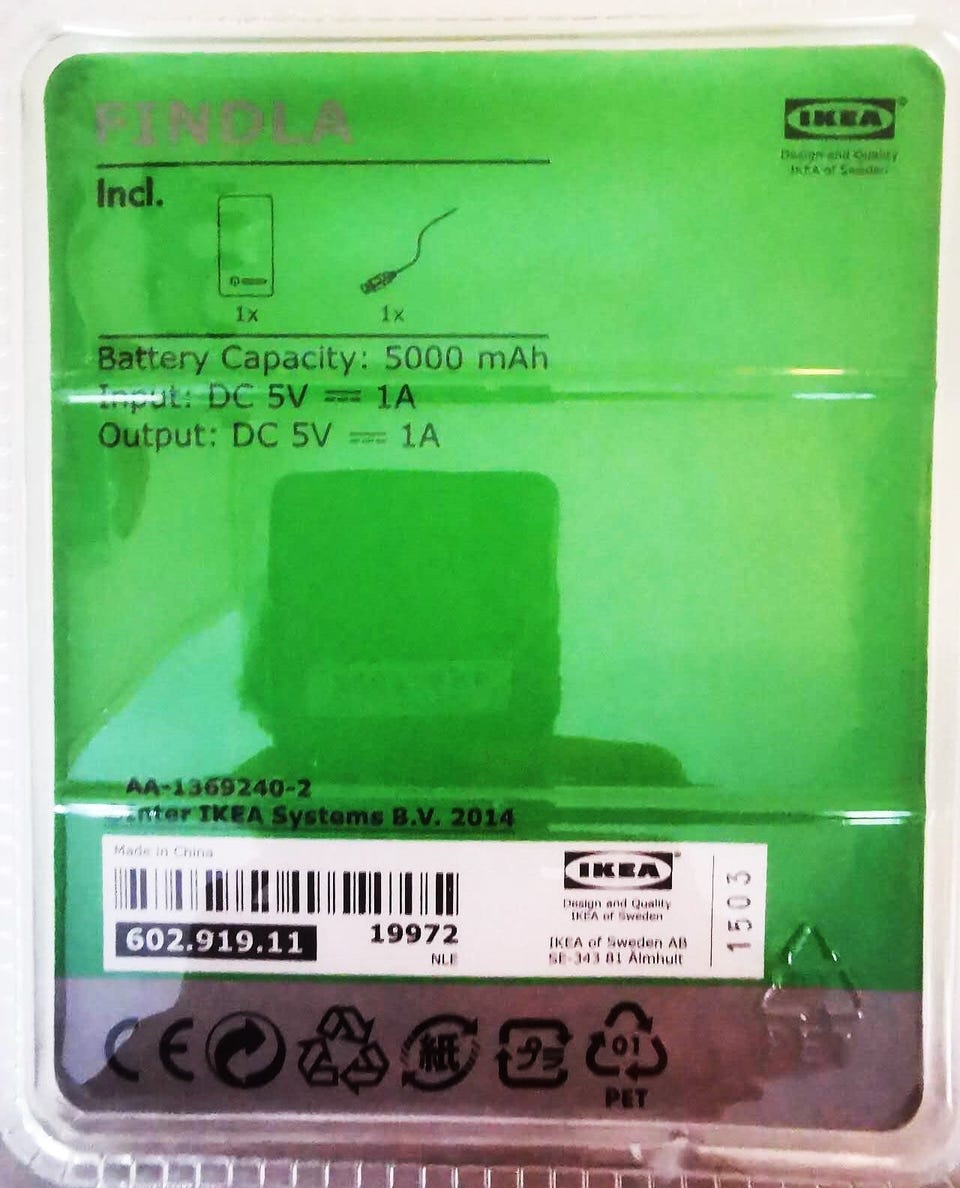 FINDLA
IKEA®
Design and Quality
IKEA of Sweden
Incl.
1x
1x
Battery Capacity: 5000 mAh
Input: DC 5V ⎓ 1A
Output: DC 5V ⎓ 1A
AA-1369240-2
Inter IKEA Systems B.V. 2014
Made in China
602.919.11
19972
NLE
IKEA®
Design and Quality
IKEA of Sweden
IKEA of Sweden AB
SE-343 81 Älmhult
1503
CE
紙
プラ
01
PET